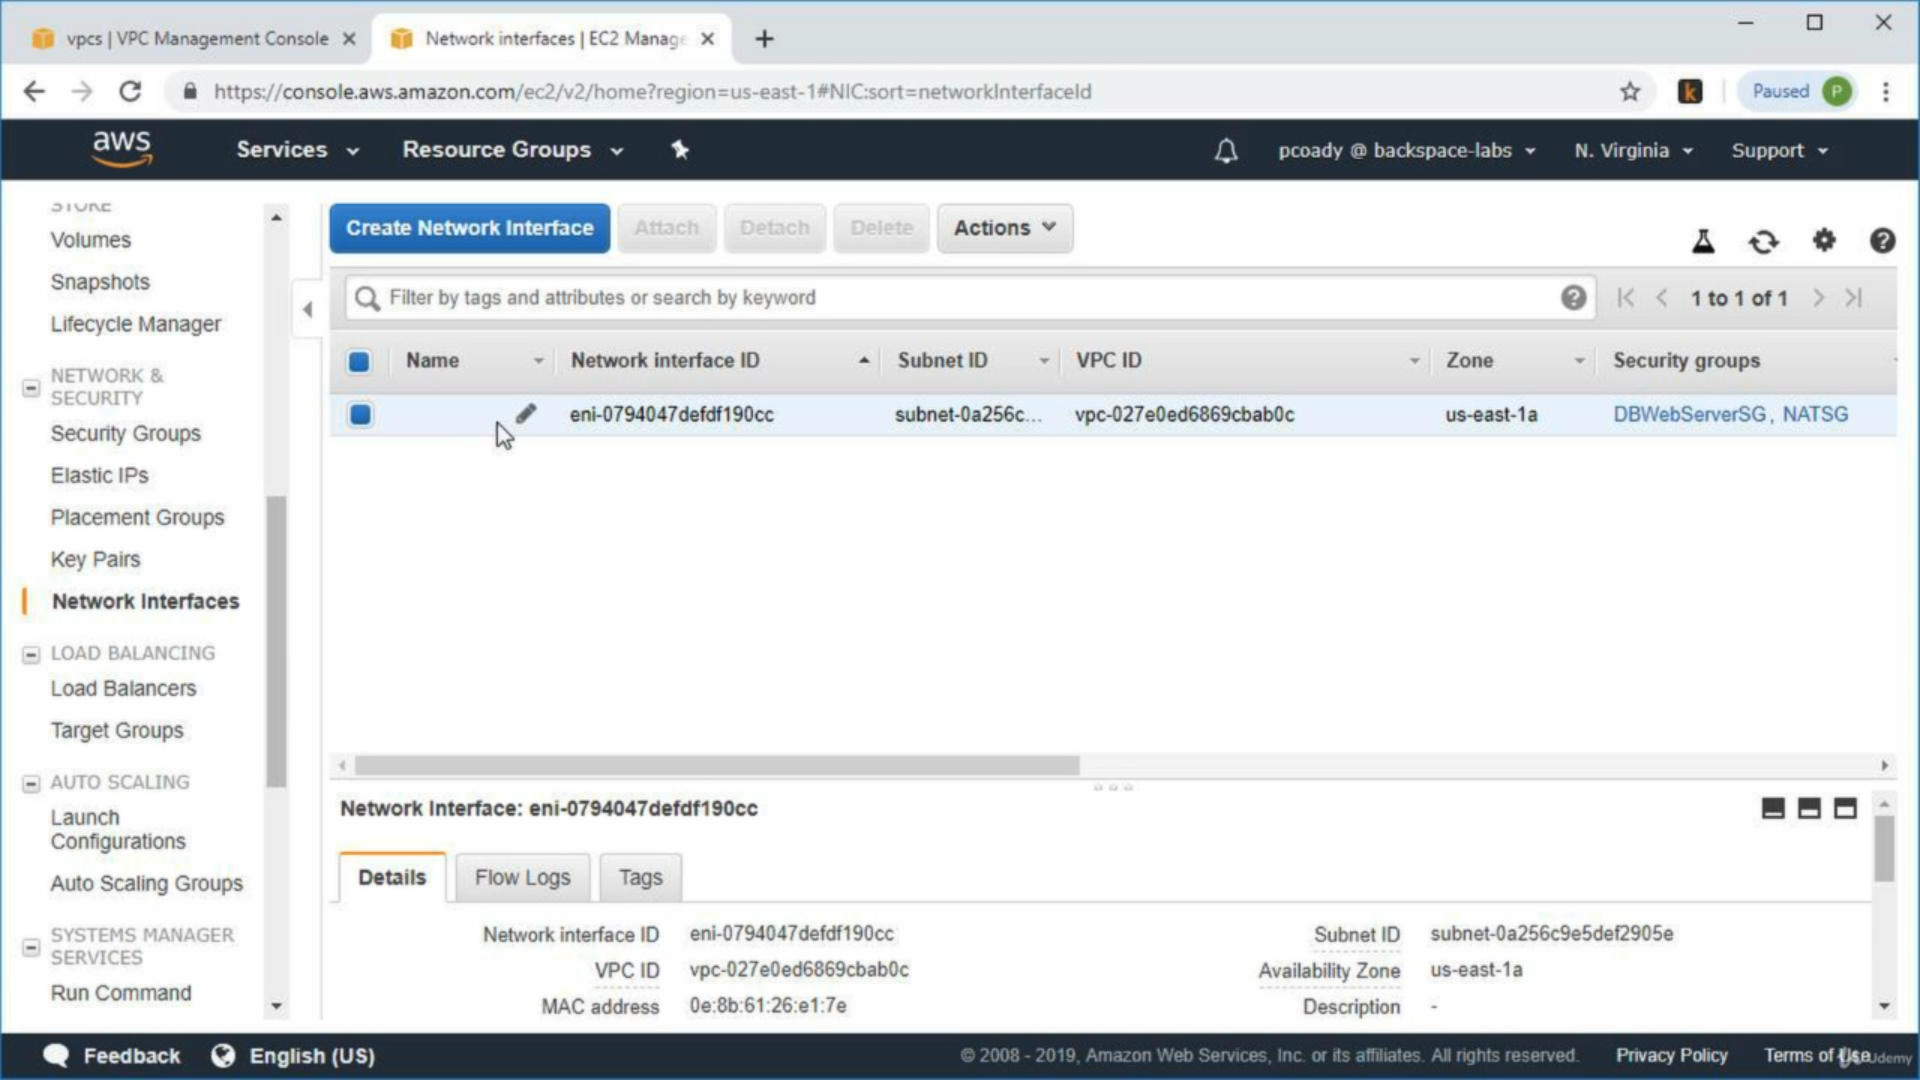 vpcs | VPC Management Console
Network interfaces | EC2 Manage
https://console.aws.amazon.com/ec2/v2/home?region=us-east-1#NIC:sort=networkInterfaceId
k
Paused P
aws
Services
Resource Groups
pcoady @ backspace-labs
N. Virginia
Support
STORE
Volumes
Snapshots
Lifecycle Manager
NETWORK &
SECURITY
Security Groups
Elastic IPs
Placement Groups
Key Pairs
Network Interfaces
LOAD BALANCING
Load Balancers
Target Groups
AUTO SCALING
Launch
Configurations
Auto Scaling Groups
SYSTEMS MANAGER
SERVICES
Run Command
Create Network Interface Attach Detach Delete Actions
Filter by tags and attributes or search by keyword
1 to 1 of 1
Name Network interface ID Subnet ID VPC ID Zone Security groups
eni-0794047defdf190cc subnet-0a256c... vpc-027e0ed6869cbab0c us-east-1a DBWebServerSG, NATSG
Network Interface: eni-0794047defdf190cc
Details Flow Logs Tags
Network interface ID eni-0794047defdf190cc Subnet ID subnet-0a256c9e5def2905e
VPC ID vpc-027e0ed6869cbab0c Availability Zone us-east-1a
MAC address 0e:8b:61:26:e1:7e Description -
Feedback English (US) © 2008 - 2019, Amazon Web Services, Inc. or its affiliates. All rights reserved. Privacy Policy Terms of Use
Udemy